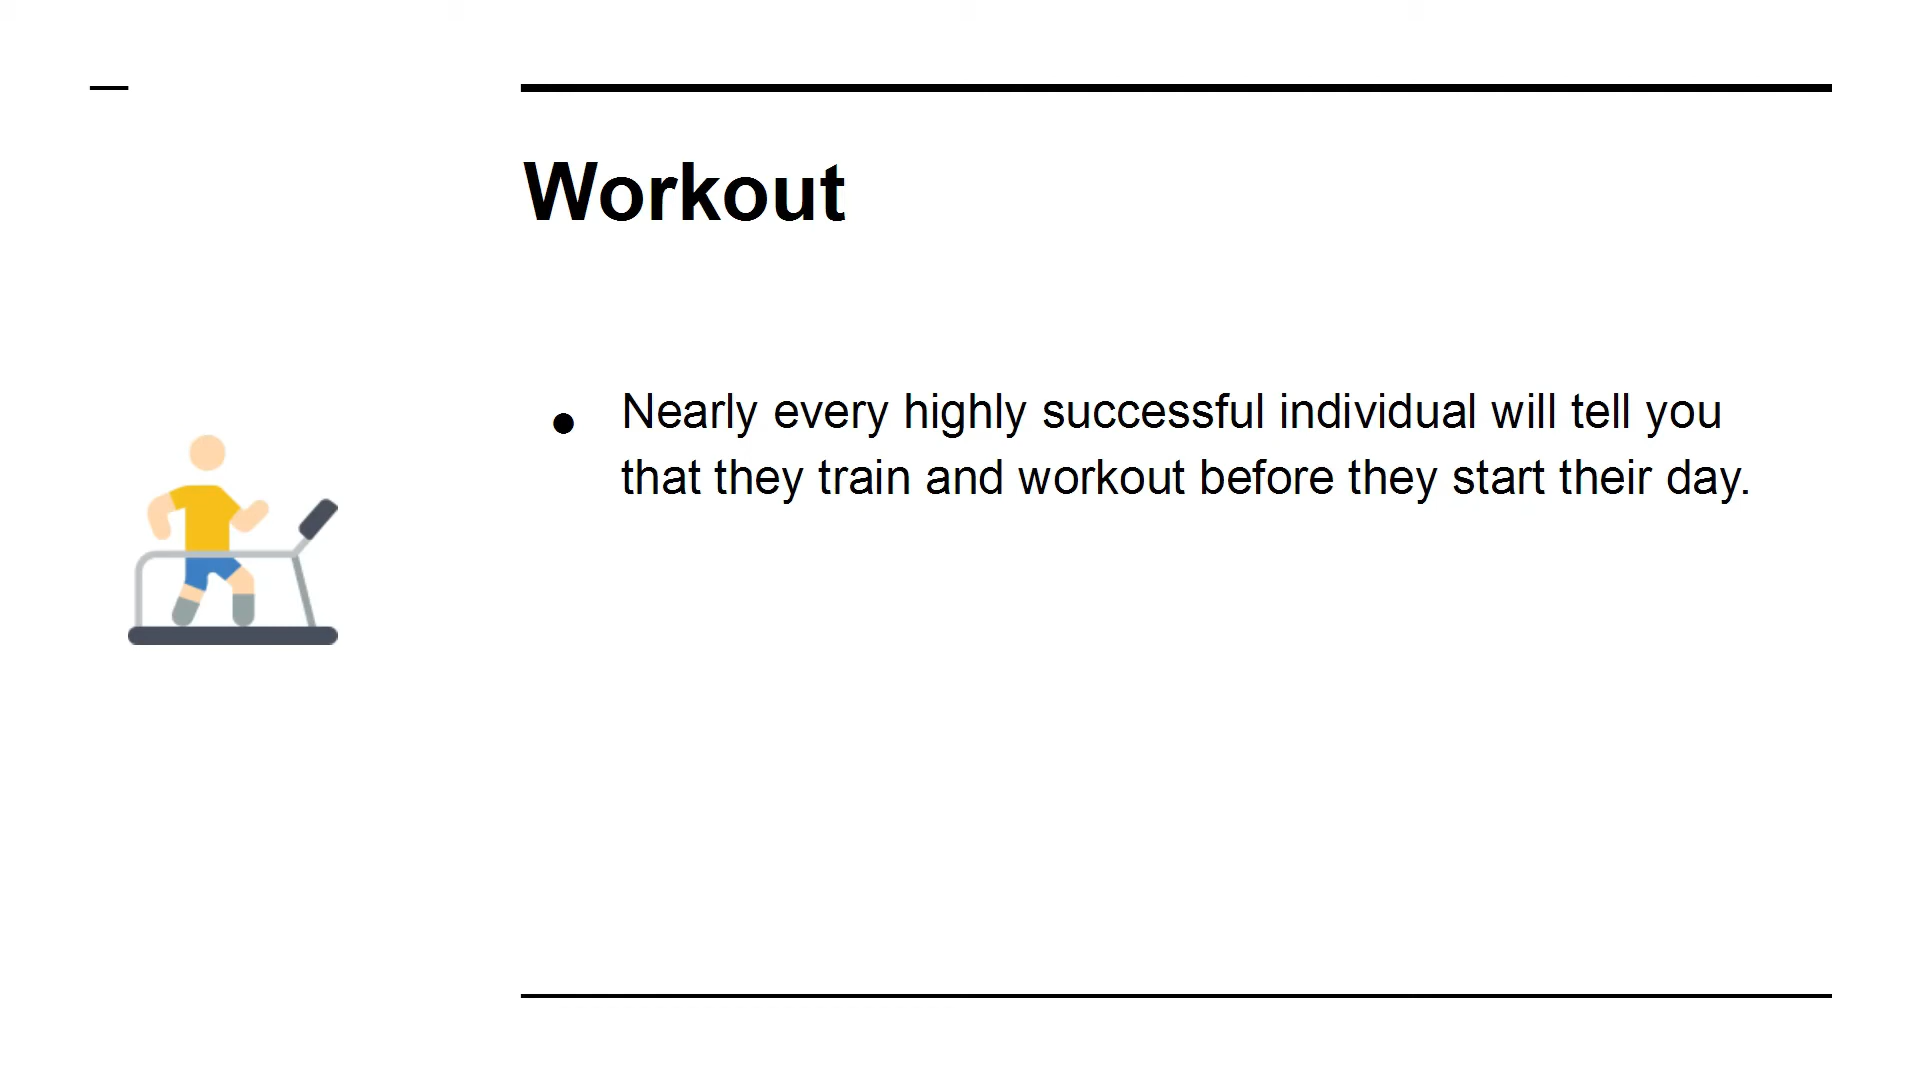 Workout
● Nearly every highly successful individual will tell you
that they train and workout before they start their day.